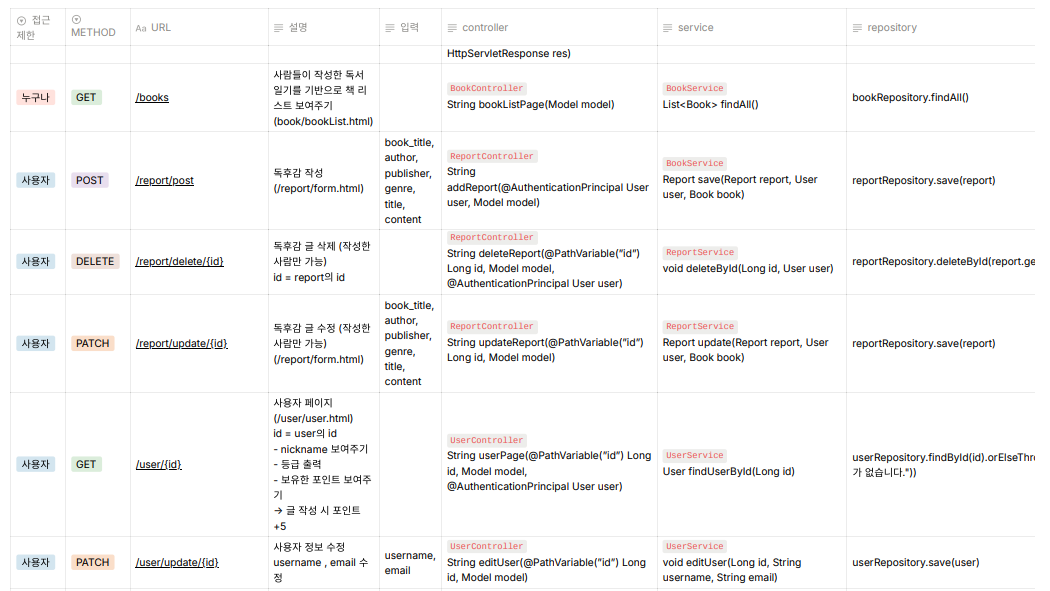 접근 제한
METHOD
Aa URL
설명
입력
controller
service
repository
HttpServletResponse res)
누구나
GET
/books
사람들이 작성한 독서
일기를 기반으로 책 리
스트 보여주기
(book/bookList.html)
BookController
String bookListPage(Model model)
BookService
List<Book> findAll()
bookRepository.findAll()
사용자
POST
/report/post
독후감 작성
(/report/form.html)
book_title,
author,
publisher,
genre,
title,
content
ReportController
String
addReport(@AuthenticationPrincipal User
user, Model model)
BookService
Report save(Report report, User
user, Book book)
reportRepository.save(report)
사용자
DELETE
/report/delete/{id}
독후감 글 삭제 (작성한
사람만 가능)
id = report의 id
ReportController
String deleteReport(@PathVariable("id")
Long id, Model model,
@AuthenticationPrincipal User user)
ReportService
void deleteById(Long id, User user)
reportRepository.deleteById(report.ge
사용자
PATCH
/report/update/{id}
독후감 글 수정 (작성한
사람만 가능)
(/report/form.html)
book_title,
author,
publisher,
genre,
title,
content
ReportController
String updateReport(@PathVariable("id")
Long id, Model model)
ReportService
Report update(Report report, User
user, Book book)
reportRepository.save(report)
사용자
GET
/user/{id}
사용자 페이지
(/user/user.html)
id = user의 id
- nickname 보여주기
- 등급 출력
- 보유한 포인트 보여주
기
→ 글 작성 시 포인트
+5
UserController
String userPage(@PathVariable("id") Long
id, Model model,
@AuthenticationPrincipal User user)
UserService
User findUserById(Long id)
userRepository.findById(id).orElseThre
가 없습니다."))
사용자
PATCH
/user/update/{id}
사용자 정보 수정
username , email 수
정
username,
email
UserController
String editUser(@PathVariable("id") Long
id, Model model)
UserService
void editUser(Long id, String
username, String email)
userRepository.save(user)